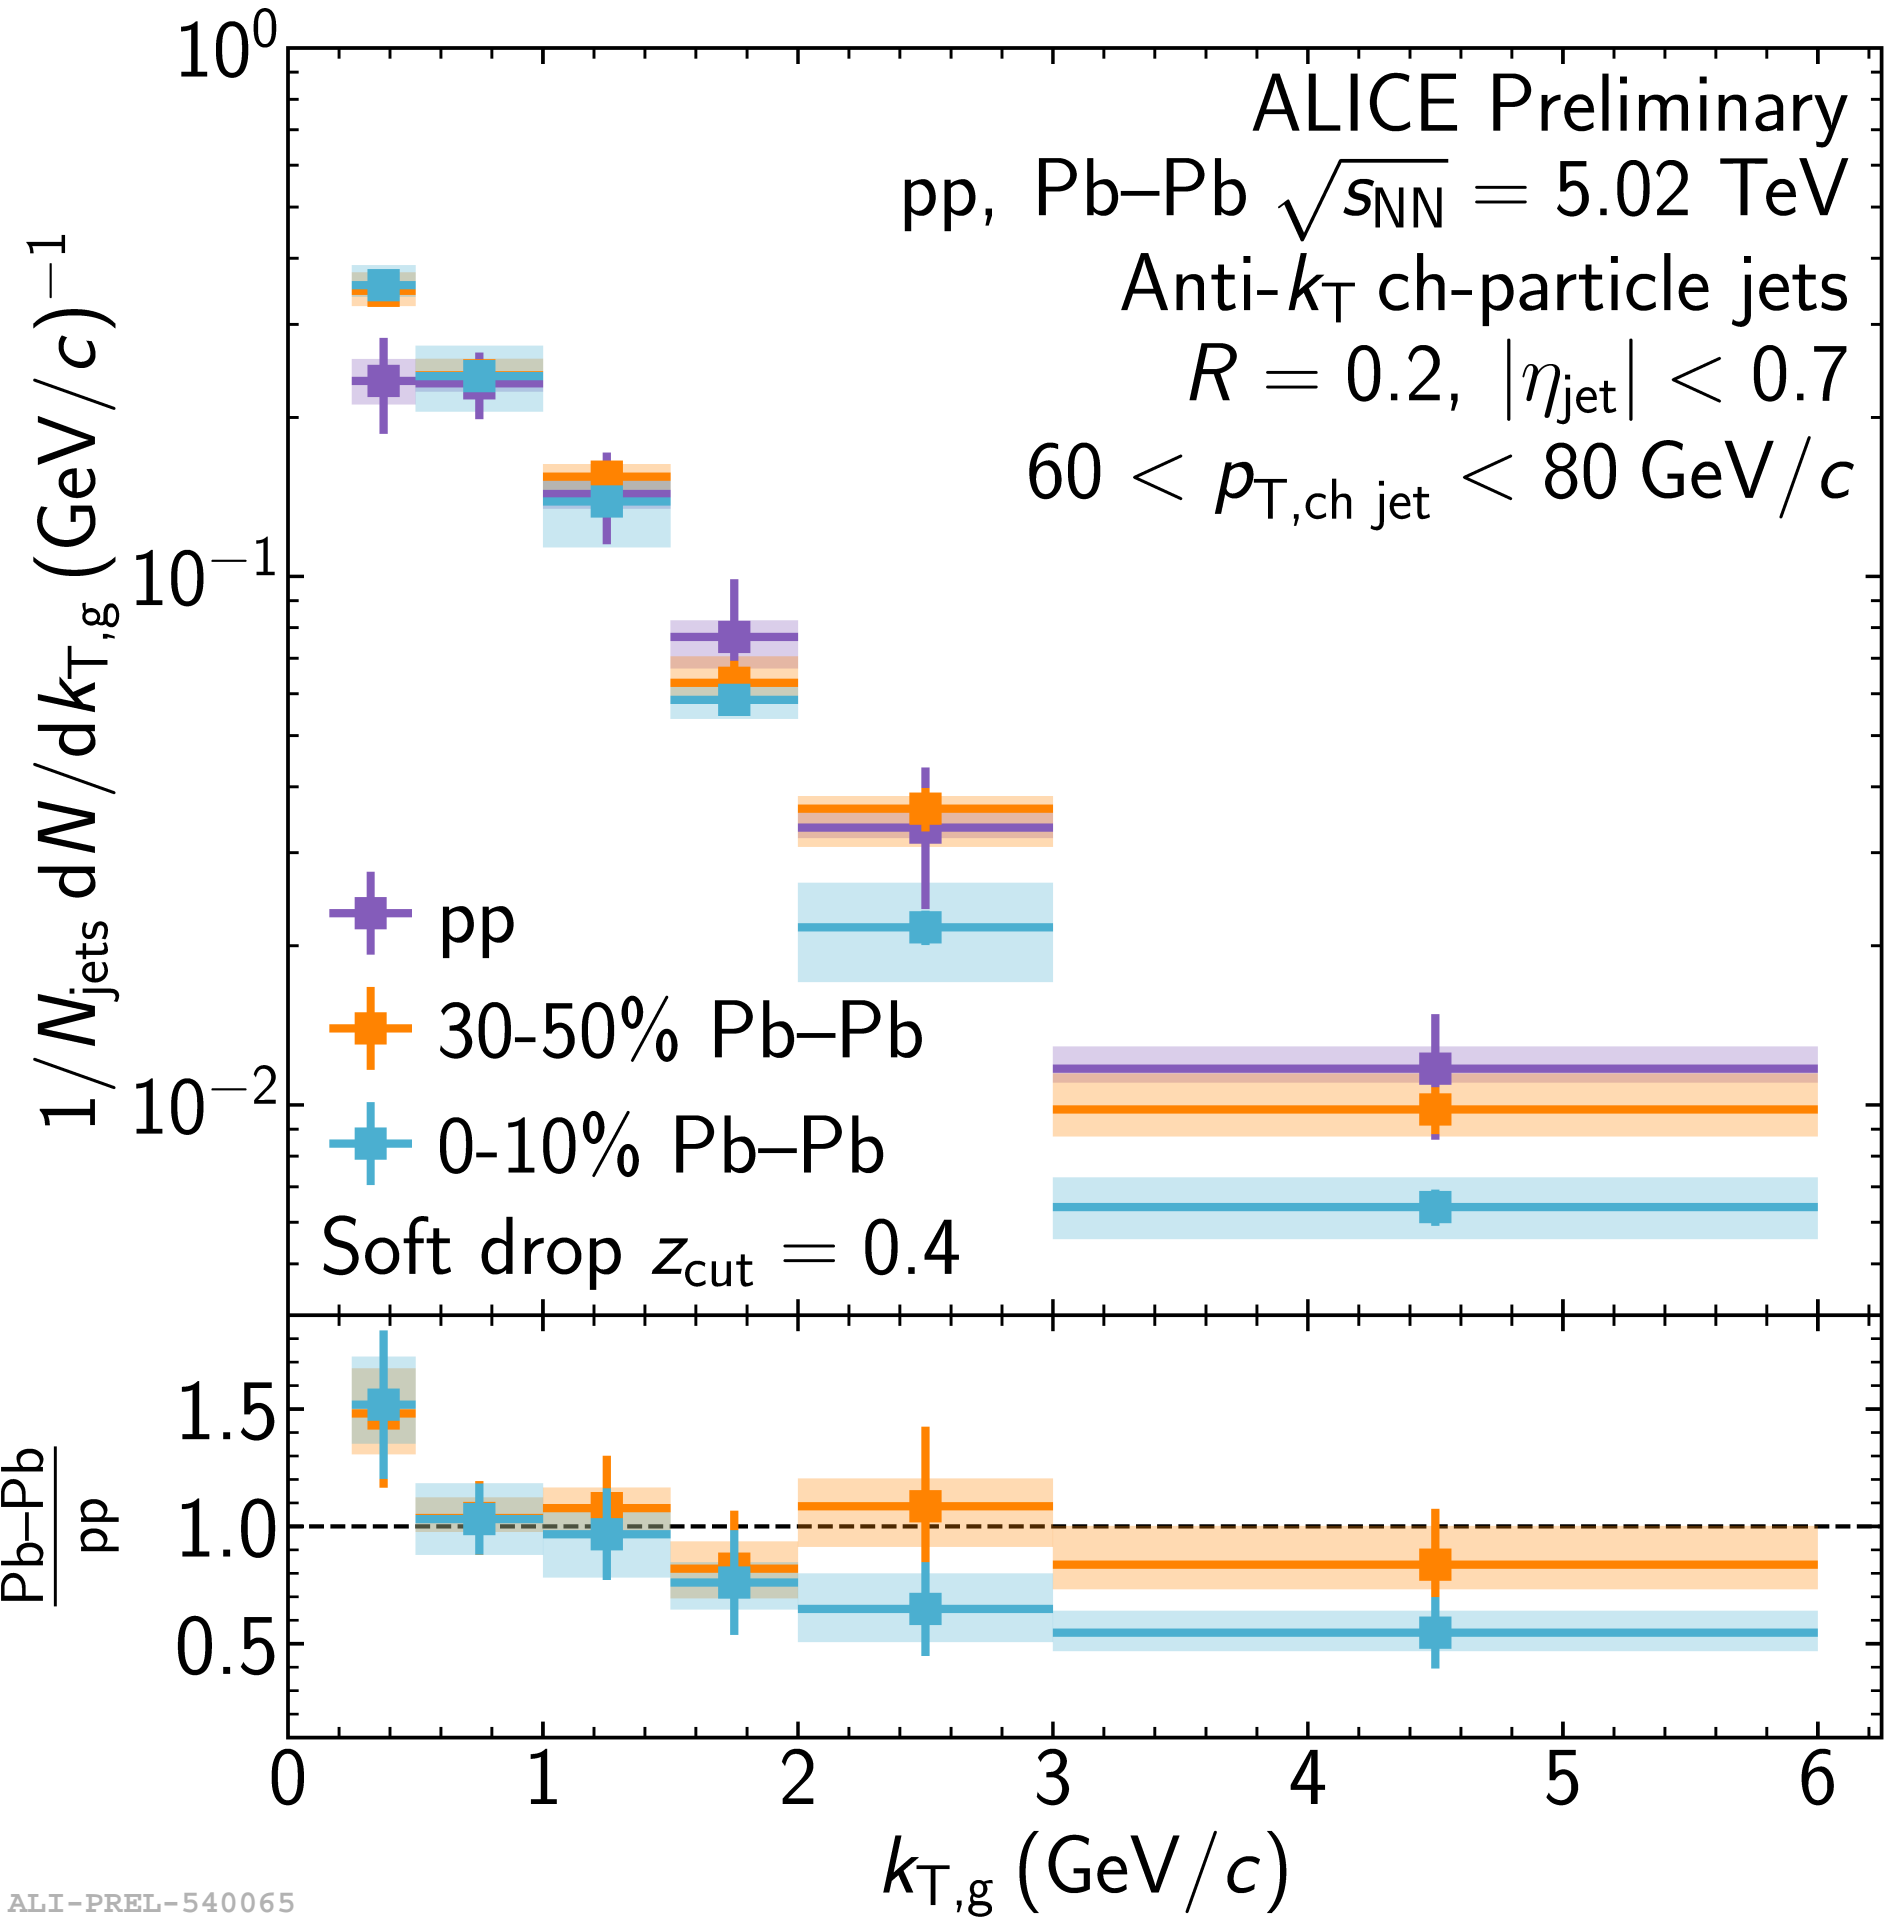 10⁰
ALICE Preliminary
pp, Pb–Pb √sNN = 5.02 TeV
Anti-kT ch-particle jets
R = 0.2, |ηjet| < 0.7
60 < pT,ch jet < 80 GeV/c
1/Njets dN/dkT,g (GeV/c)⁻¹
10⁻¹
pp
30-50% Pb–Pb
10⁻²
0-10% Pb–Pb
Soft drop zcut = 0.4
1.5
1.0
0.5
Pb–Pb
pp
0 1 2 3 4 5 6
kT,g (GeV/c)
ALI-PREL-540065